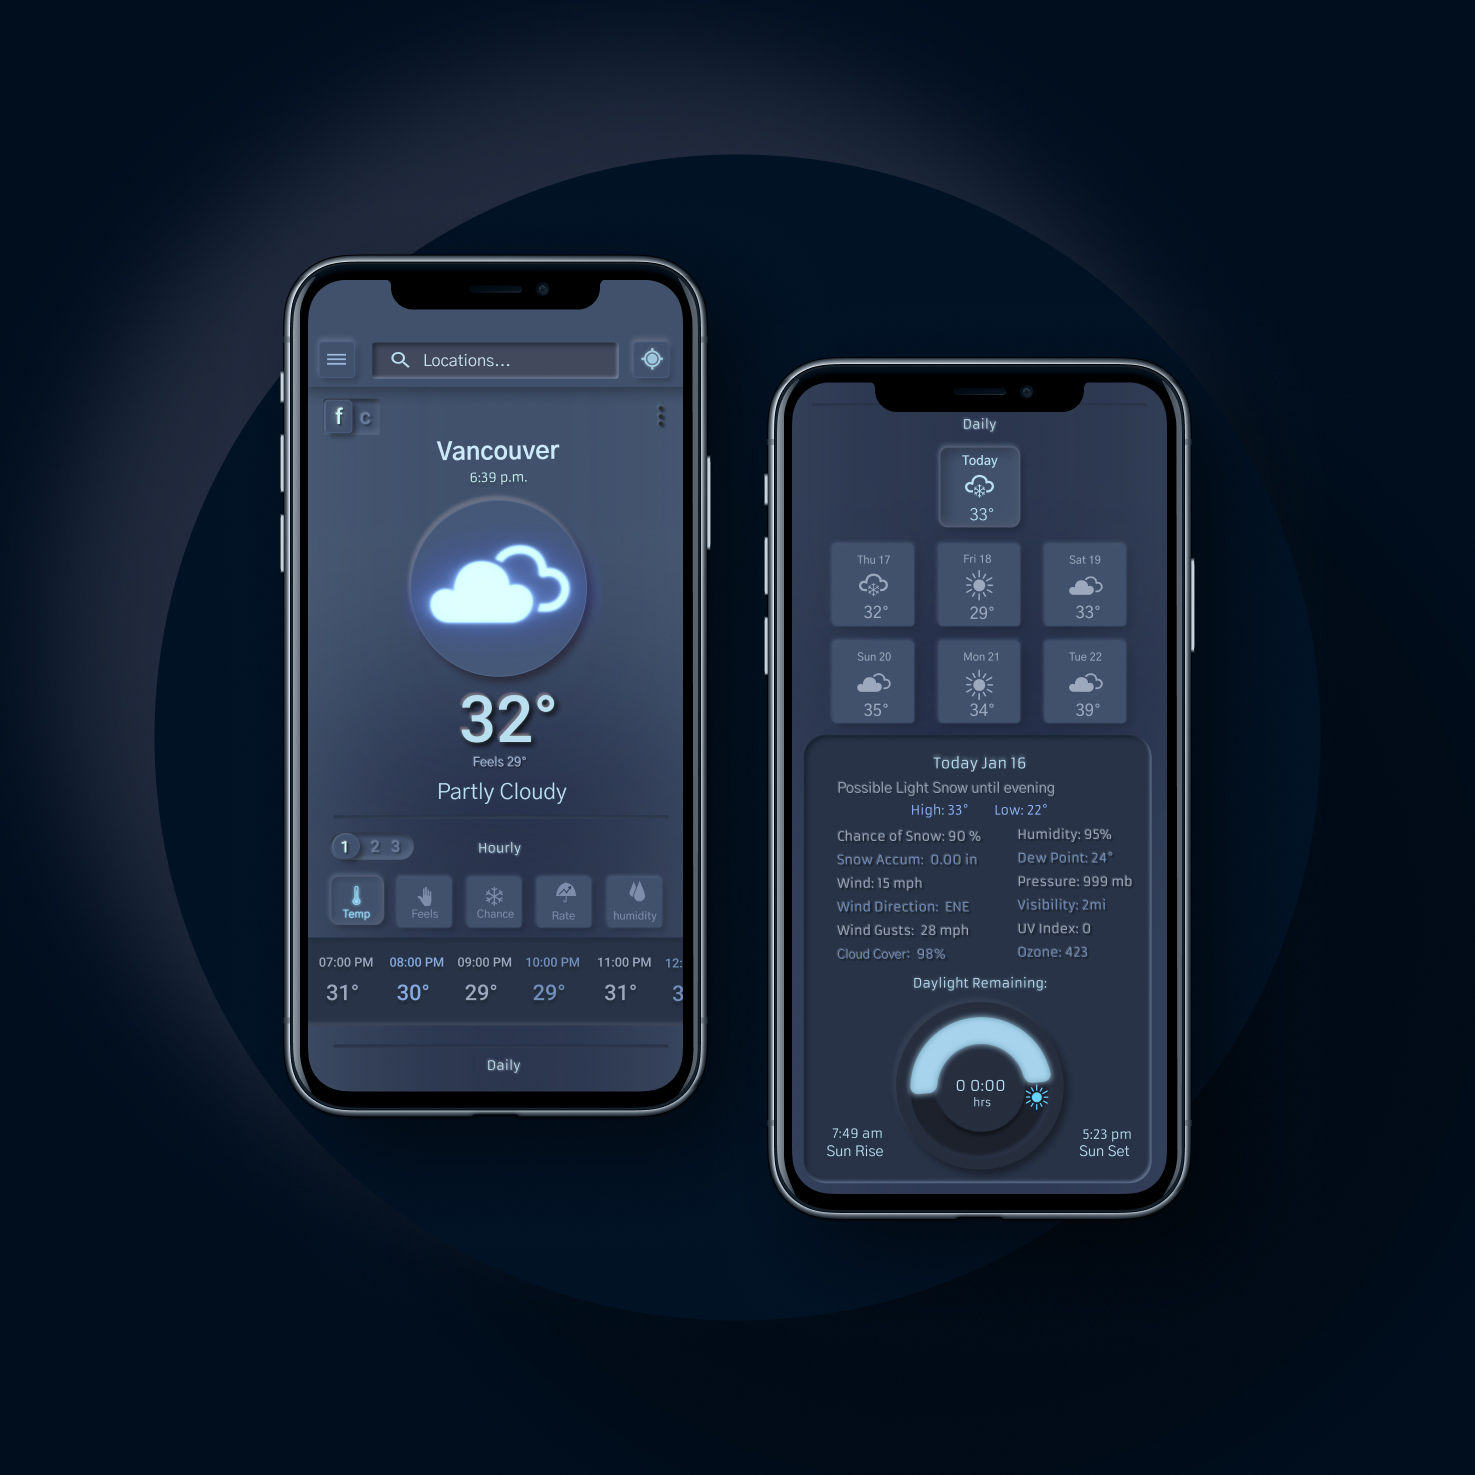 Locations...
f c
Vancouver
6:39 p.m.
32°
Feels 29°
Partly Cloudy
1 2 3
Hourly
Temp
Feels
Chance
Rate
humidity
07:00 PM 08:00 PM 09:00 PM 10:00 PM 11:00 PM 12:
31° 30° 29° 29° 31° 3
Daily
Daily
Today
33°
Thu 17 Fri 18 Sat 19
32° 29° 33°
Sun 20 Mon 21 Tue 22
35° 34° 39°
Today Jan 16
Possible Light Snow until evening
High: 33° Low: 22°
Chance of Snow: 90 % Humidity: 95%
Snow Accum: 0.00 in Dew Point: 24°
Wind: 15 mph Pressure: 999 mb
Wind Direction: ENE Visibility: 2mi
Wind Gusts: 28 mph UV Index: 0
Cloud Cover: 98% Ozone: 423
Daylight Remaining:
0 0:00
hrs
7:49 am 5:23 pm
Sun Rise Sun Set